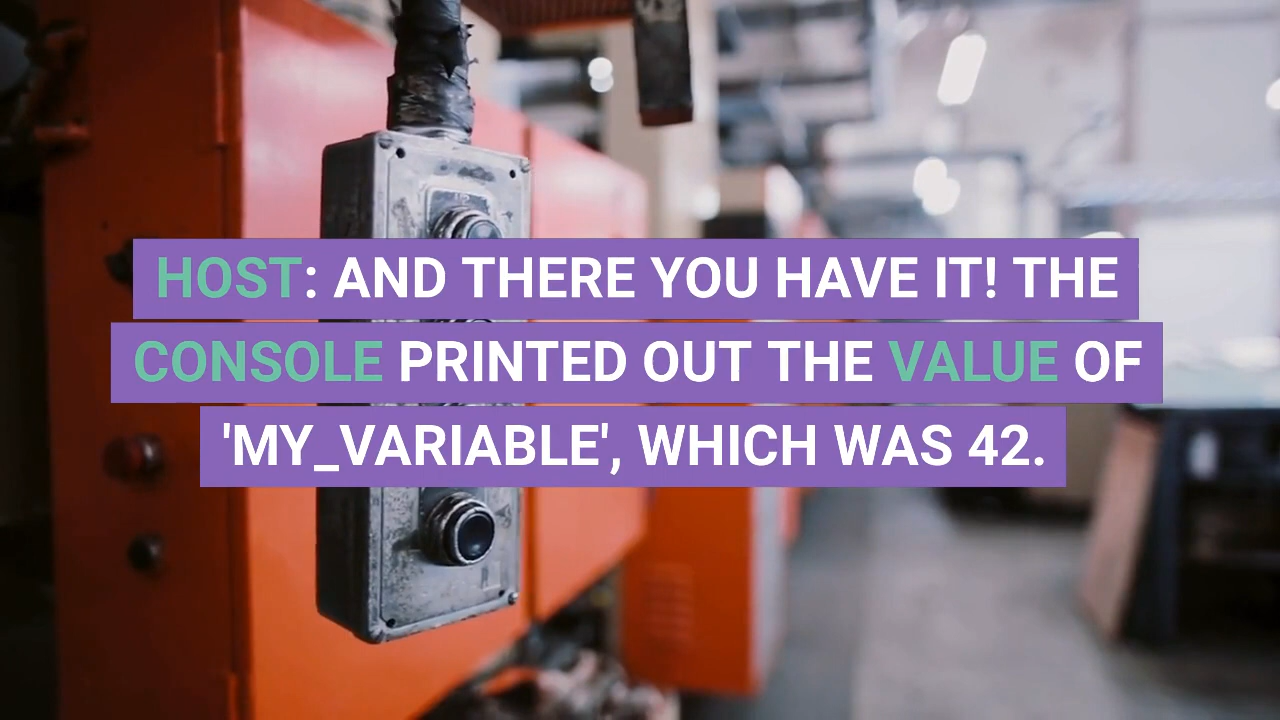 HOST: AND THERE YOU HAVE IT! THE
CONSOLE PRINTED OUT THE VALUE OF
'MY_VARIABLE', WHICH WAS 42.